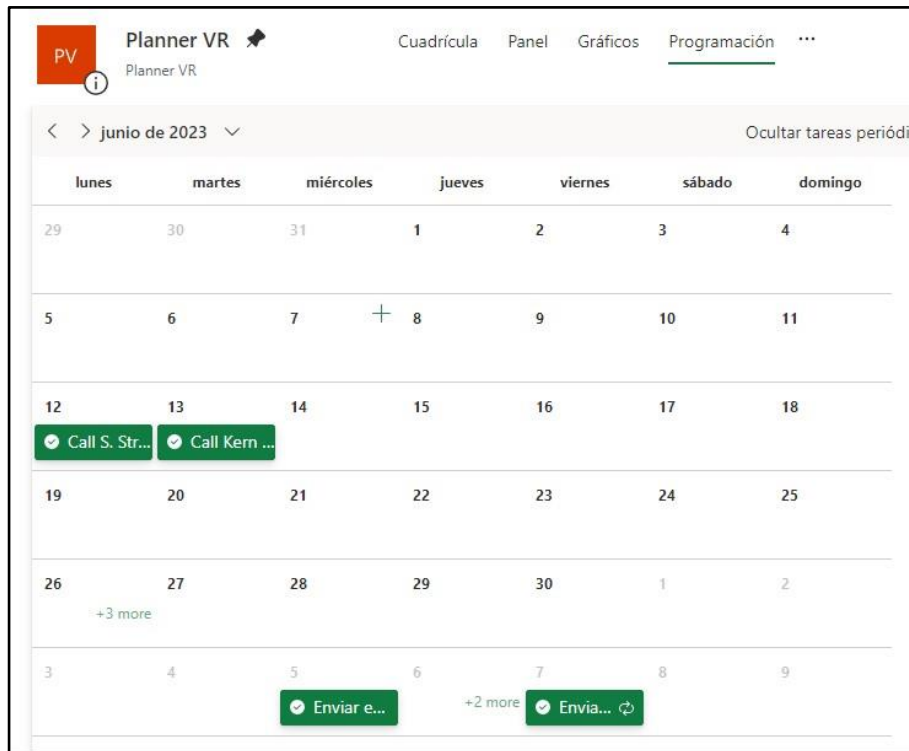 PV
Planner VR
Planner VR
Cuadrícula Panel Gráficos Programación ...
junio de 2023
Ocultar tareas periódi
lunes martes miércoles jueves viernes sábado domingo
29 30 31 1 2 3 4
5 6 7 8 9 10 11
12 13 14 15 16 17 18
Call S. Str... Call Kern ...
19 20 21 22 23 24 25
26 27 28 29 30 1 2
+3 more
3 4 5 6 7 8 9
Enviar e... +2 more Envia...